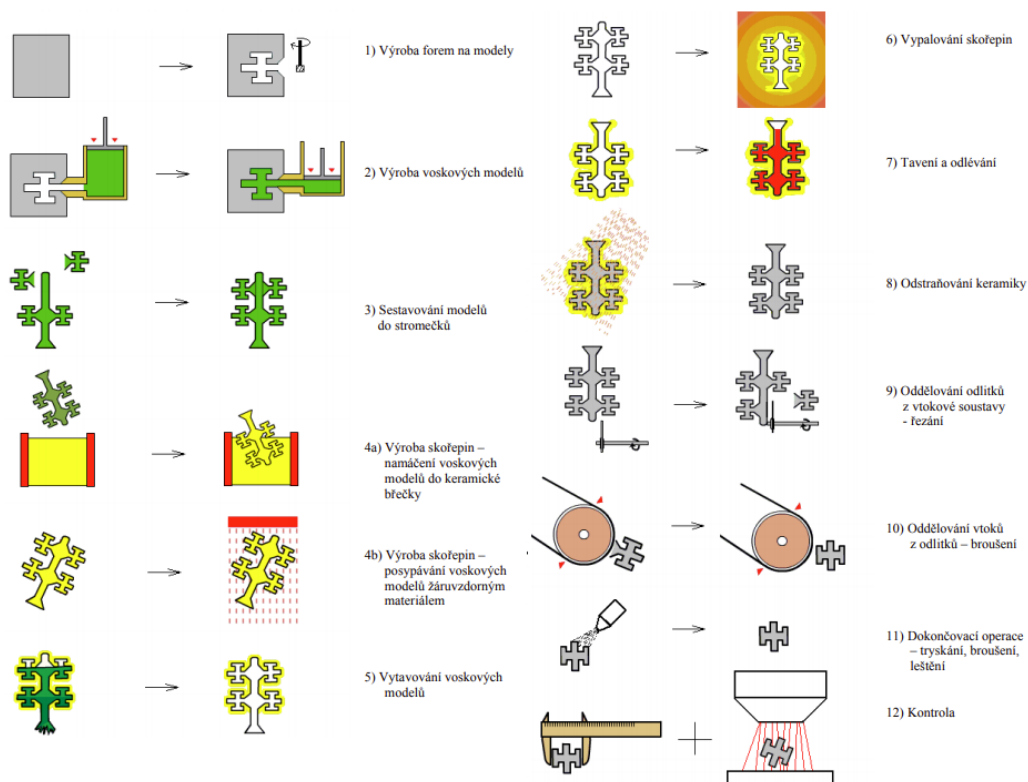 1) Výroba forem na modely
2) Výroba voskových modelů
3) Sestavování modelů
do stromečků
4a) Výroba skořepin –
namáčení voskových
modelů do keramické
břečky
4b) Výroba skořepin –
posypávání voskových
modelů žáruvzdorným
materiálem
5) Vytavování voskových
modelů
6) Vypalování skořepin
7) Tavení a odlévání
8) Odstraňování keramiky
9) Oddělování odlitků
z vtokové soustavy
- řezání
10) Oddělování vtoků
z odlitků – broušení
11) Dokončovací operace
– tryskání, broušení,
leštění
12) Kontrola